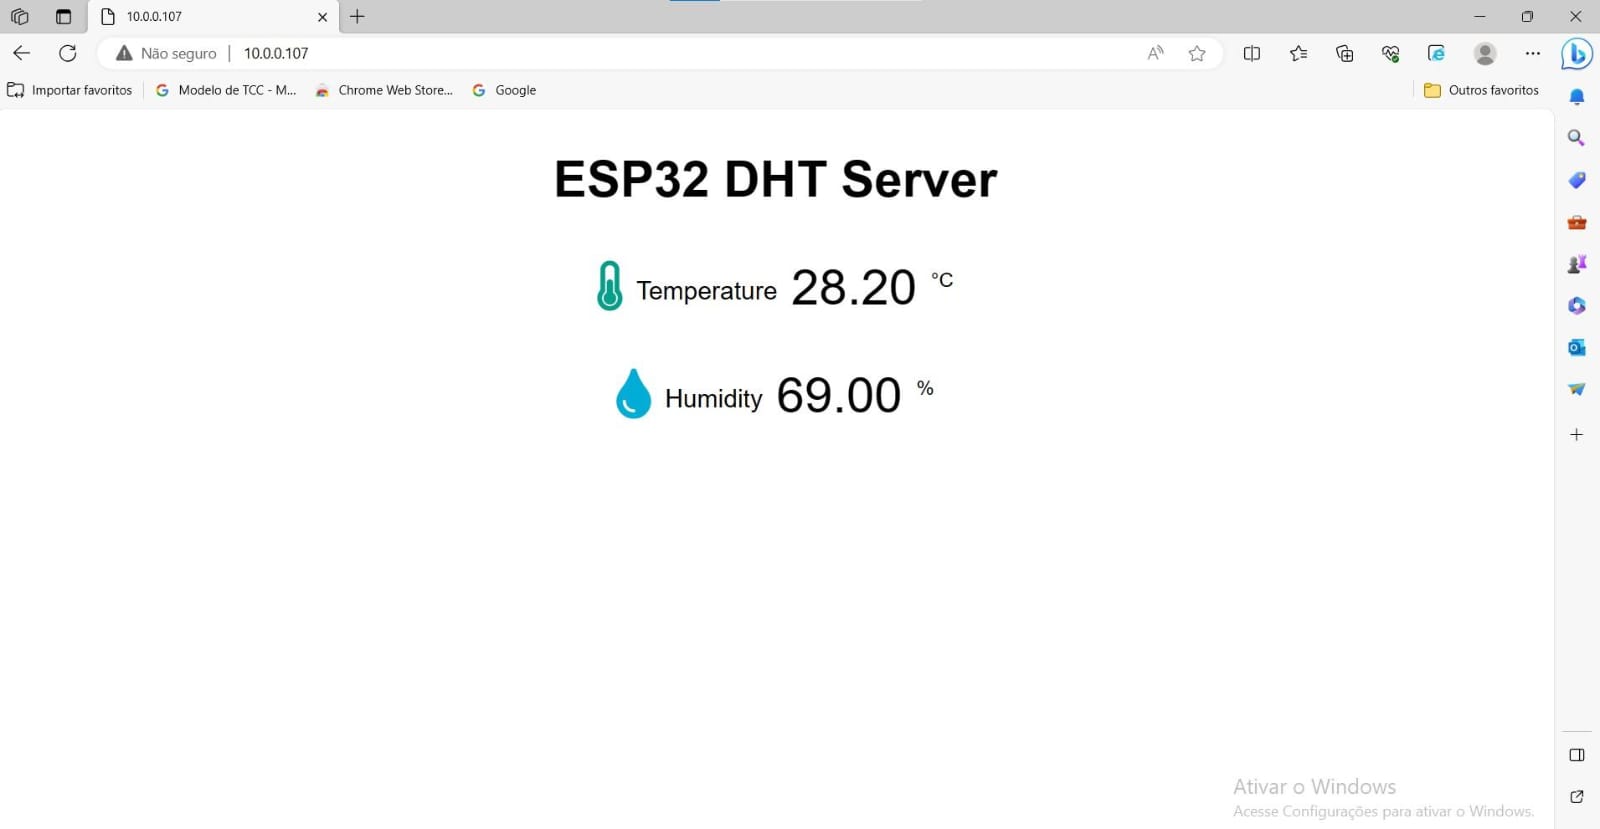 10.0.0.107
Não seguro | 10.0.0.107
Importar favoritos
Modelo de TCC - M...
Chrome Web Store...
Google
Outros favoritos
ESP32 DHT Server
Temperature 28.20 °C
Humidity 69.00 %
Ativar o Windows
Acesse Configurações para ativar o Windows.